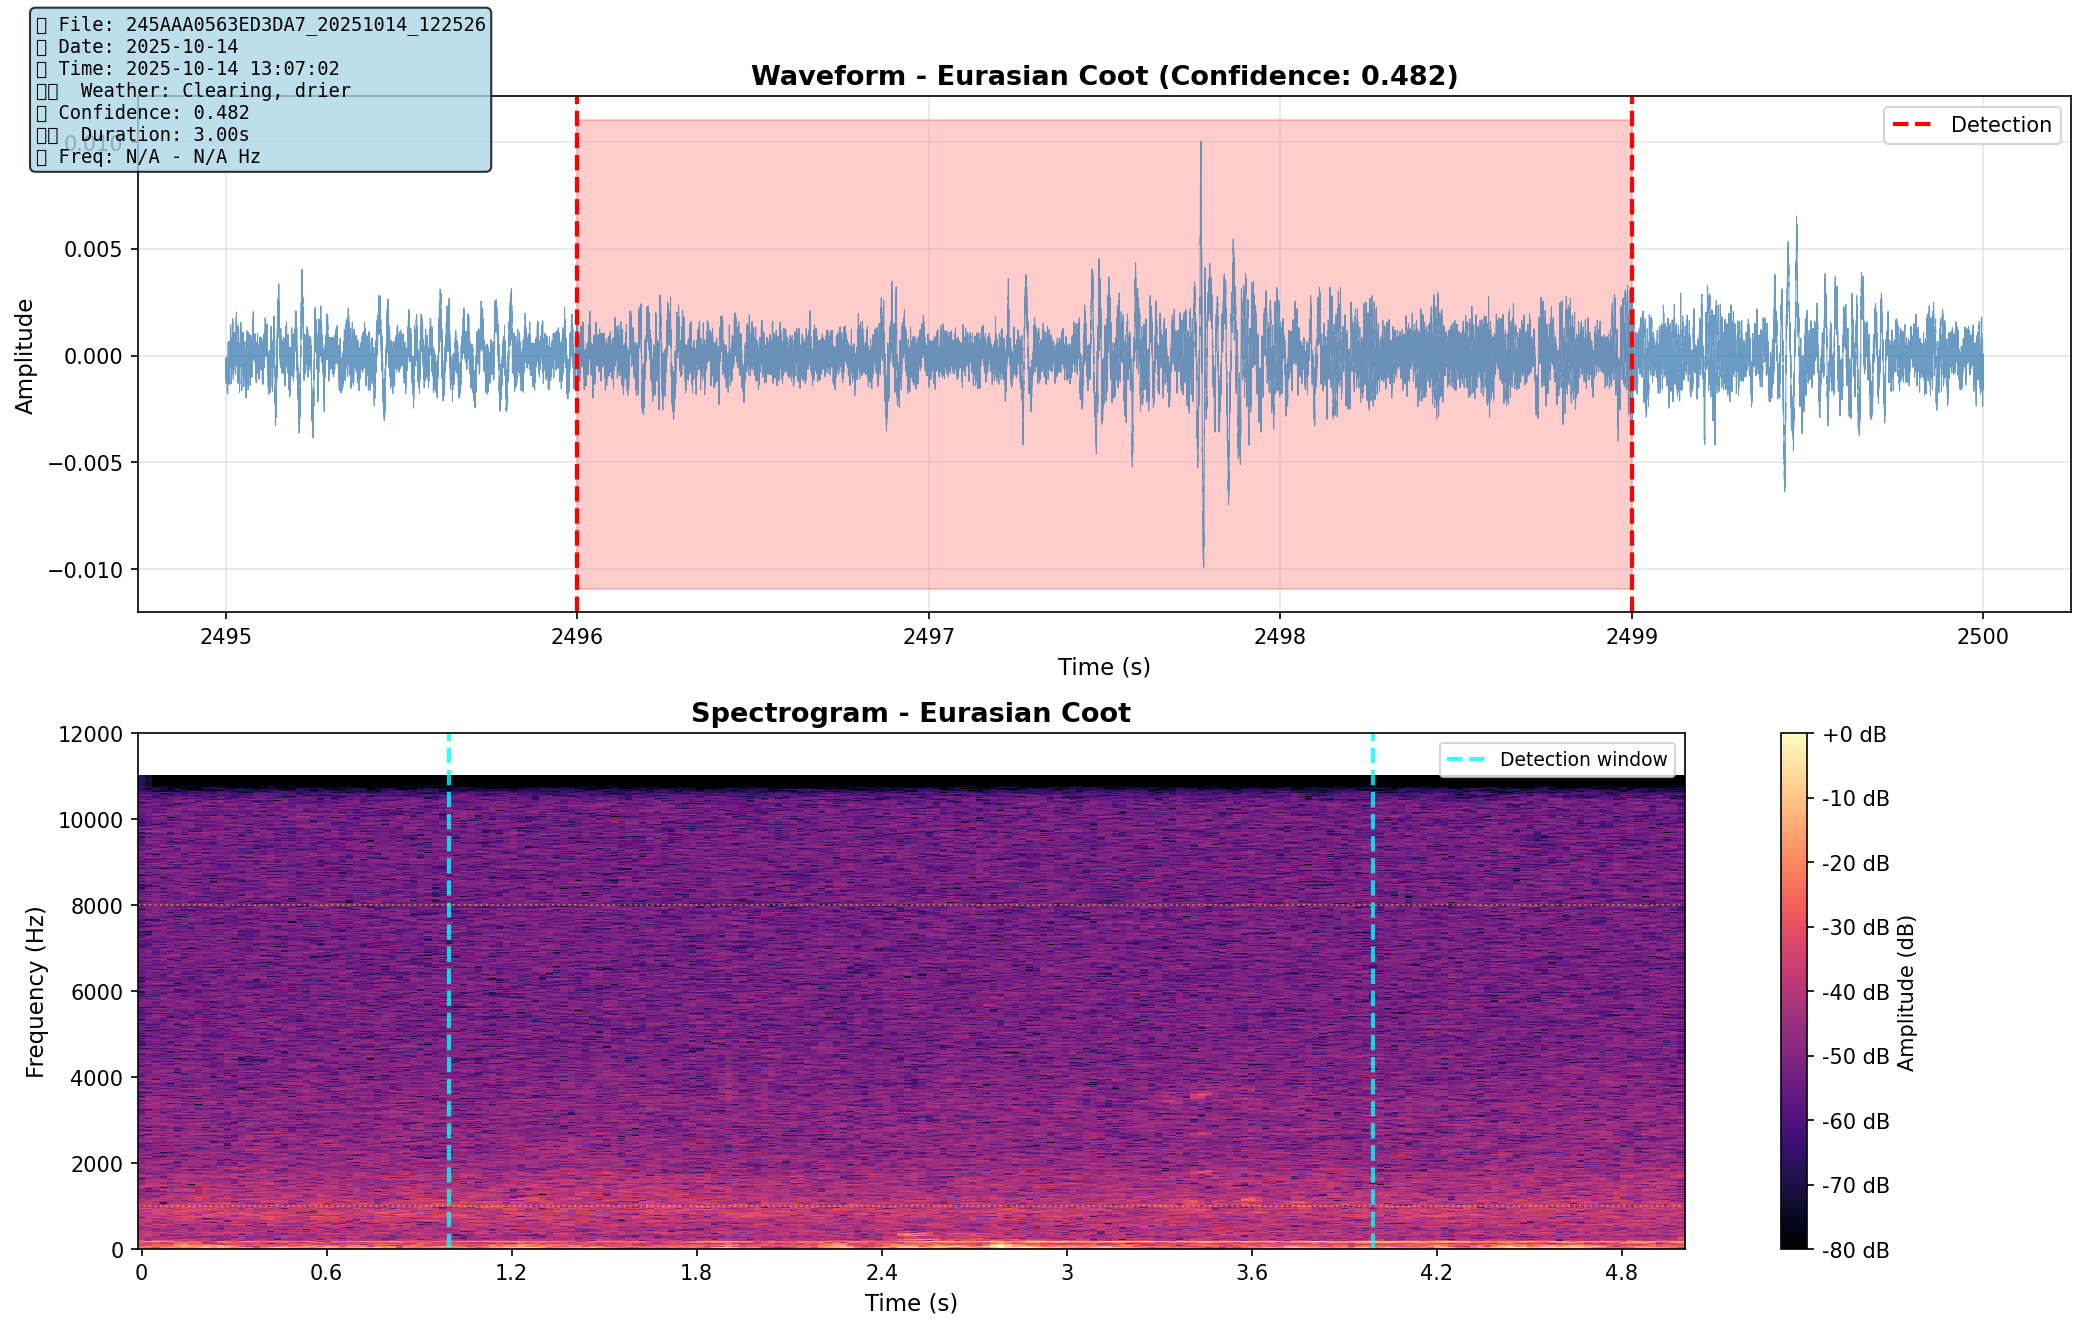 File: 245AAA0563ED3DA7_20251014_122526
Date: 2025-10-14
Time: 2025-10-14 13:07:02
Weather: Clearing, drier
Confidence: 0.482
Duration: 3.00s
Freq: N/A - N/A Hz
Waveform - Eurasian Coot (Confidence: 0.482)
Detection
Amplitude
0.010
0.005
0.000
−0.005
−0.010
2495 2496 2497 2498 2499 2500
Time (s)
Spectrogram - Eurasian Coot
Detection window
Frequency (Hz)
12000
10000
8000
6000
4000
2000
0
0 0.6 1.2 1.8 2.4 3 3.6 4.2 4.8
Time (s)
+0 dB
-10 dB
-20 dB
-30 dB
-40 dB
-50 dB
-60 dB
-70 dB
-80 dB
Amplitude (dB)